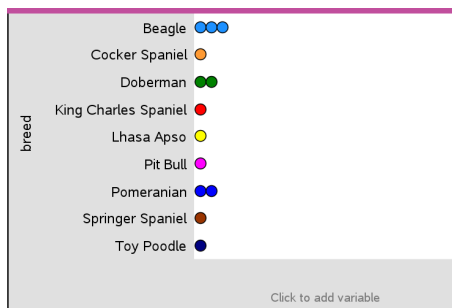 breed
Beagle
Cocker Spaniel
Doberman
King Charles Spaniel
Lhasa Apso
Pit Bull
Pomeranian
Springer Spaniel
Toy Poodle
Click to add variable